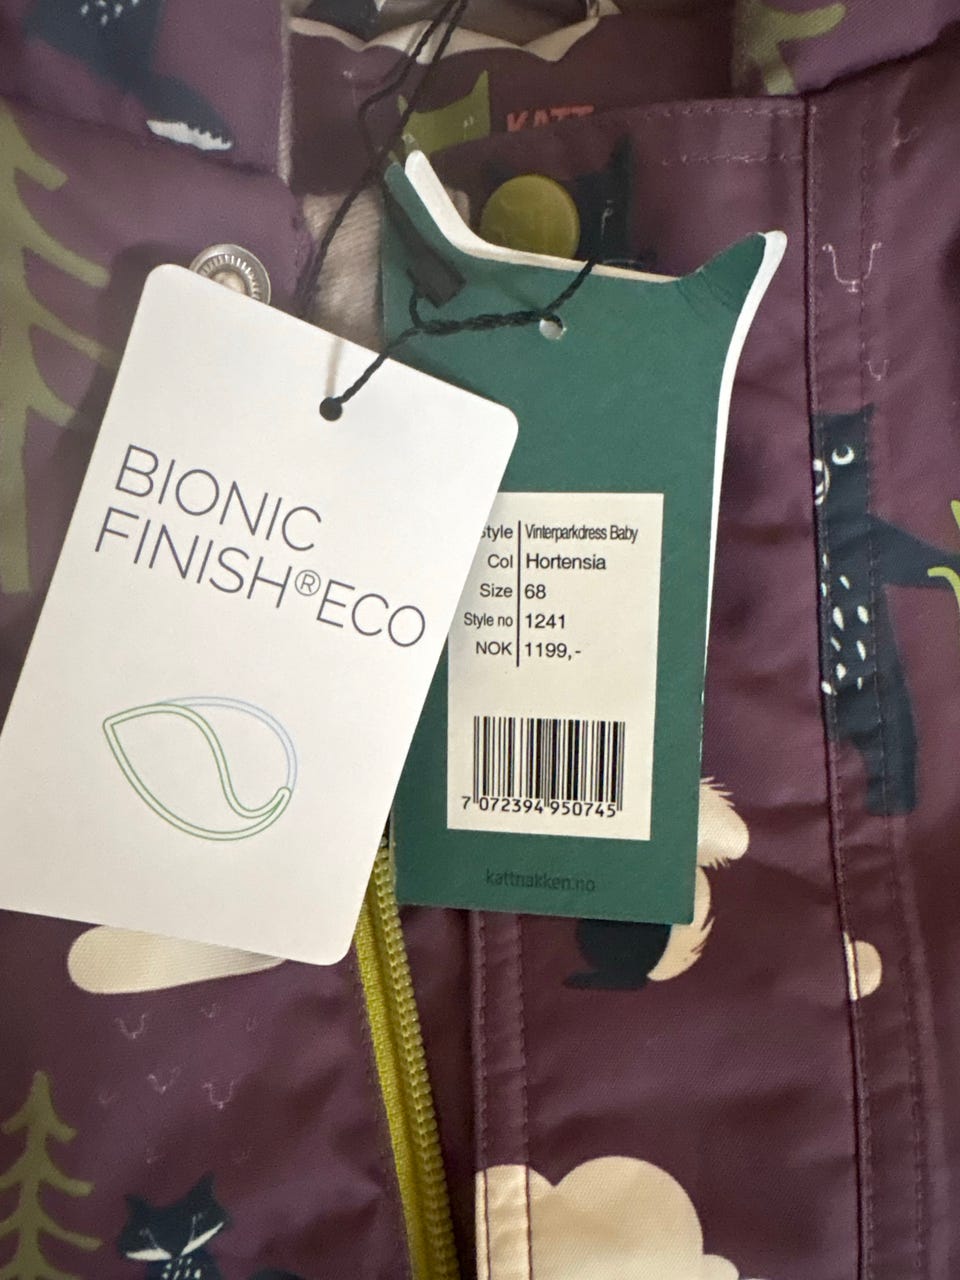 KATT
BIONIC
FINISH®ECO
Style Vinterparkdress Baby
Col Hortensia
Size 68
Style no 1241
NOK 1199,-
7 072394 950745
kattnakken.no